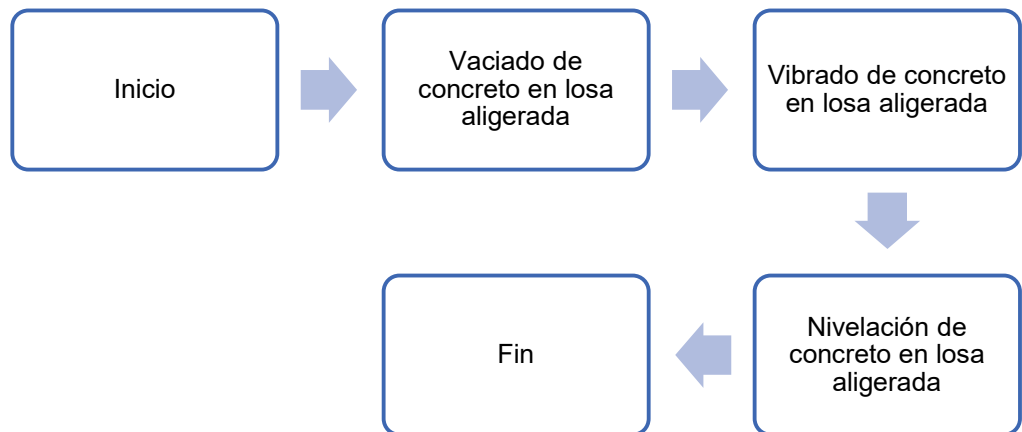 Inicio
Vaciado de
concreto en losa
aligerada
Vibrado de concreto
en losa aligerada
Nivelación de
concreto en losa
aligerada
Fin